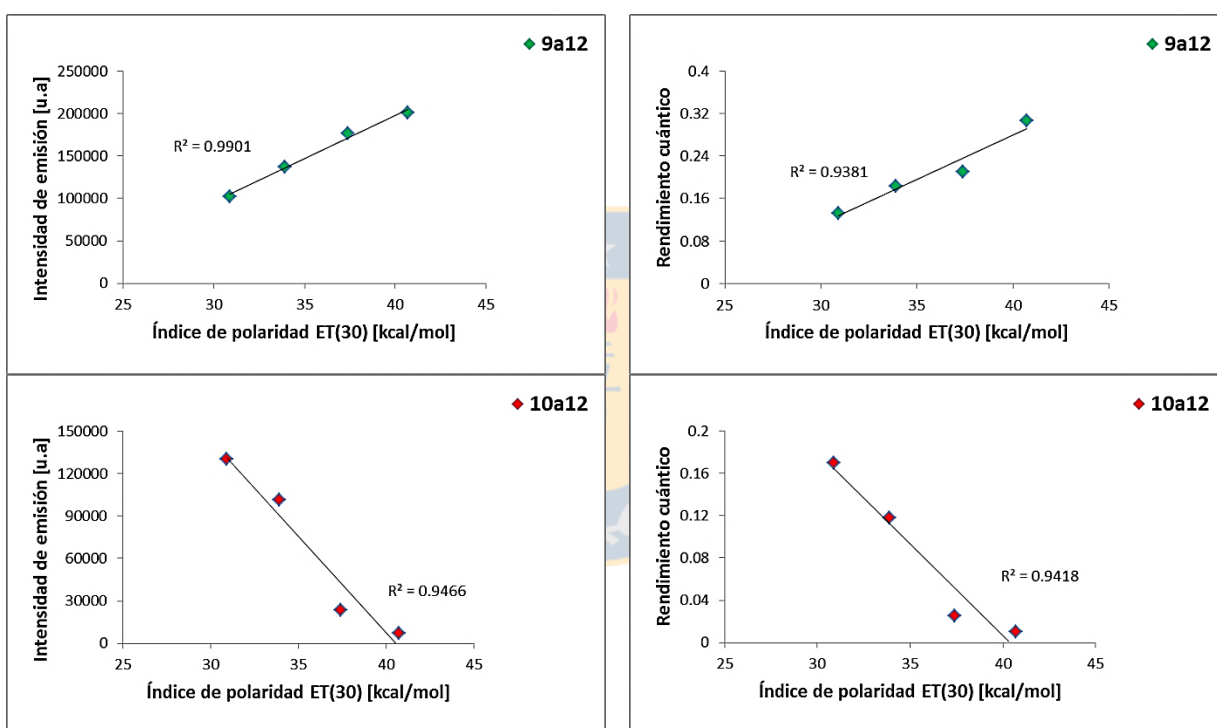 9a12
Intensidad de emisión [u.a]
250000
200000
150000
100000
50000
0
R² = 0.9901
25 30 35 40 45
Índice de polaridad ET(30) [kcal/mol]
9a12
Rendimiento cuántico
0.4
0.32
0.24
0.16
0.08
0
R² = 0.9381
25 30 35 40 45
Índice de polaridad ET(30) [kcal/mol]
10a12
Intensidad de emisión [u.a]
150000
120000
90000
60000
30000
0
R² = 0.9466
25 30 35 40 45
Índice de polaridad ET(30) [kcal/mol]
10a12
Rendimiento cuántico
0.2
0.16
0.12
0.08
0.04
0
R² = 0.9418
25 30 35 40 45
Índice de polaridad ET(30) [kcal/mol]